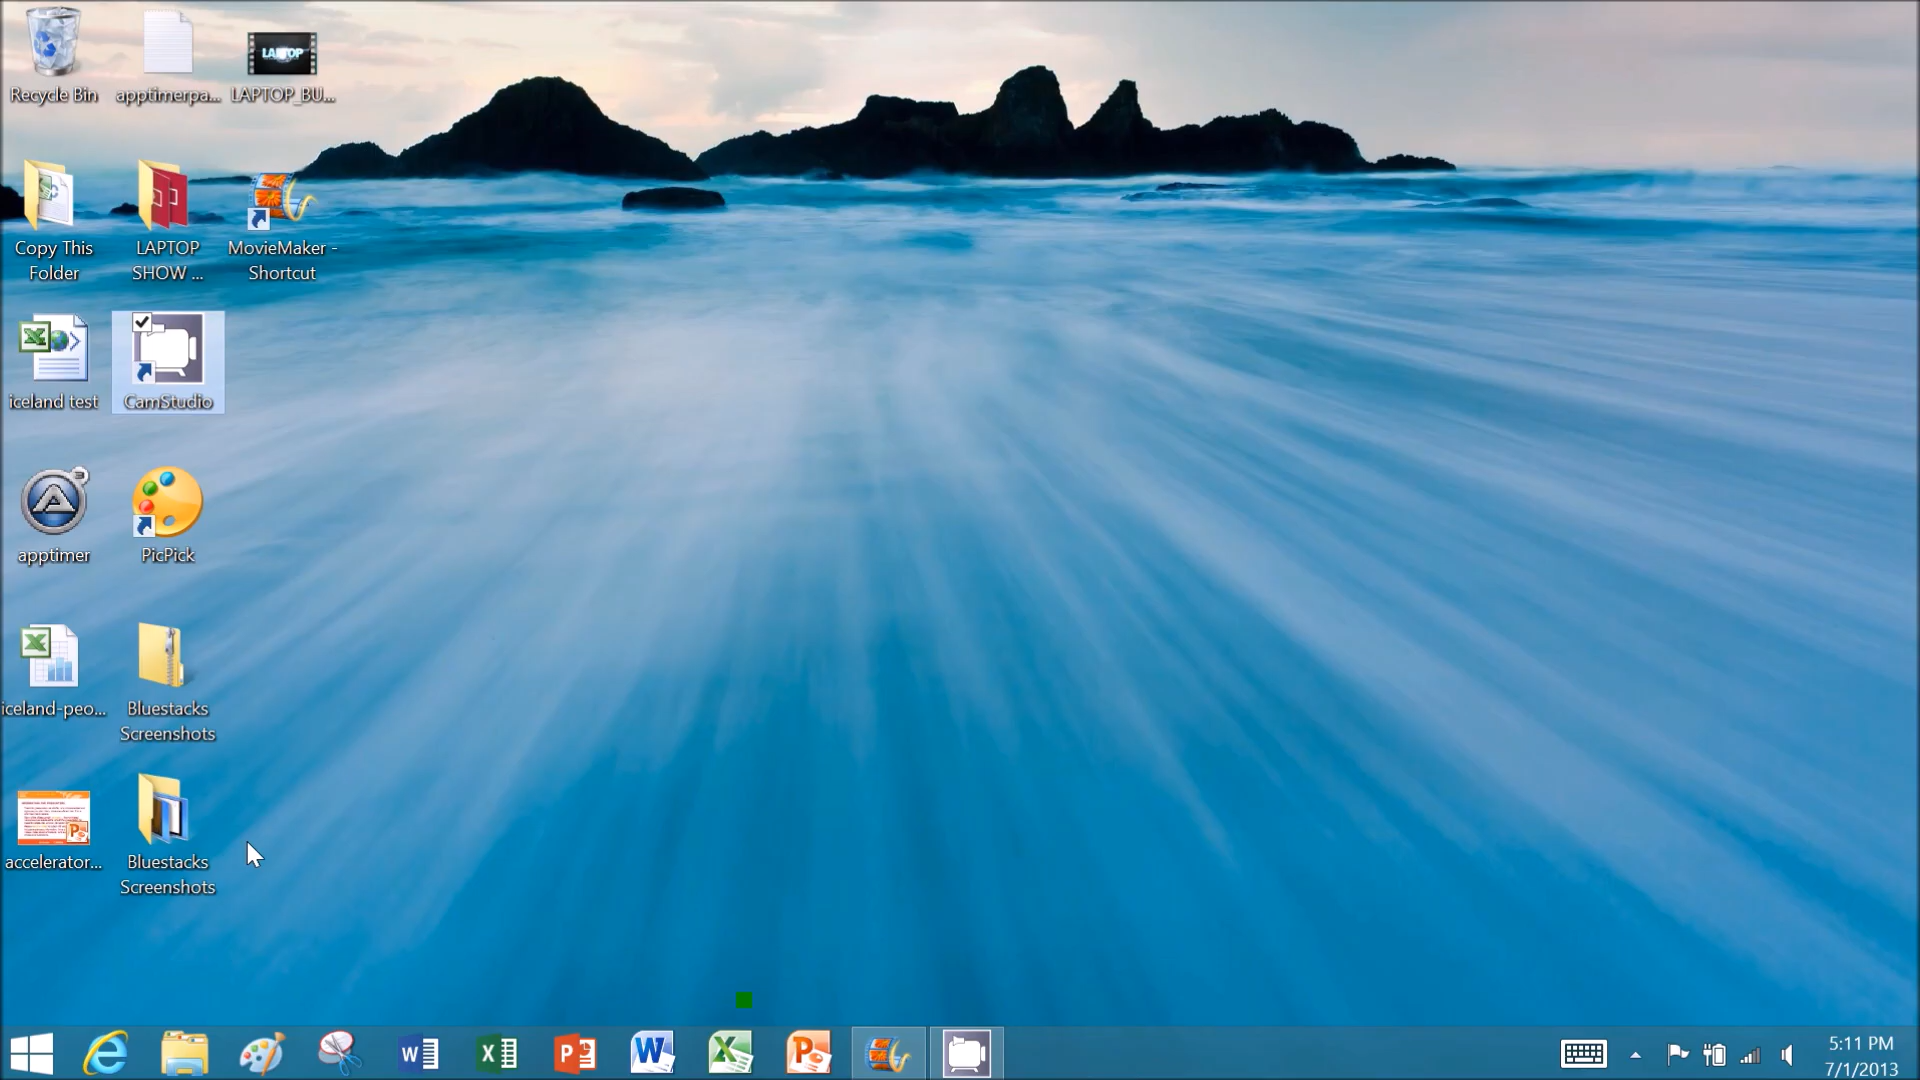 Recycle Bin
apptimerpa...
LAPTOP
LAPTOP_BU...
Copy This
Folder
LAPTOP
SHOW ...
MovieMaker -
Shortcut
iceland test
CamStudio
apptimer
PicPick
iceland-peo...
Bluestacks
Screenshots
accelerator...
Bluestacks
Screenshots
5:11 PM
7/1/2013